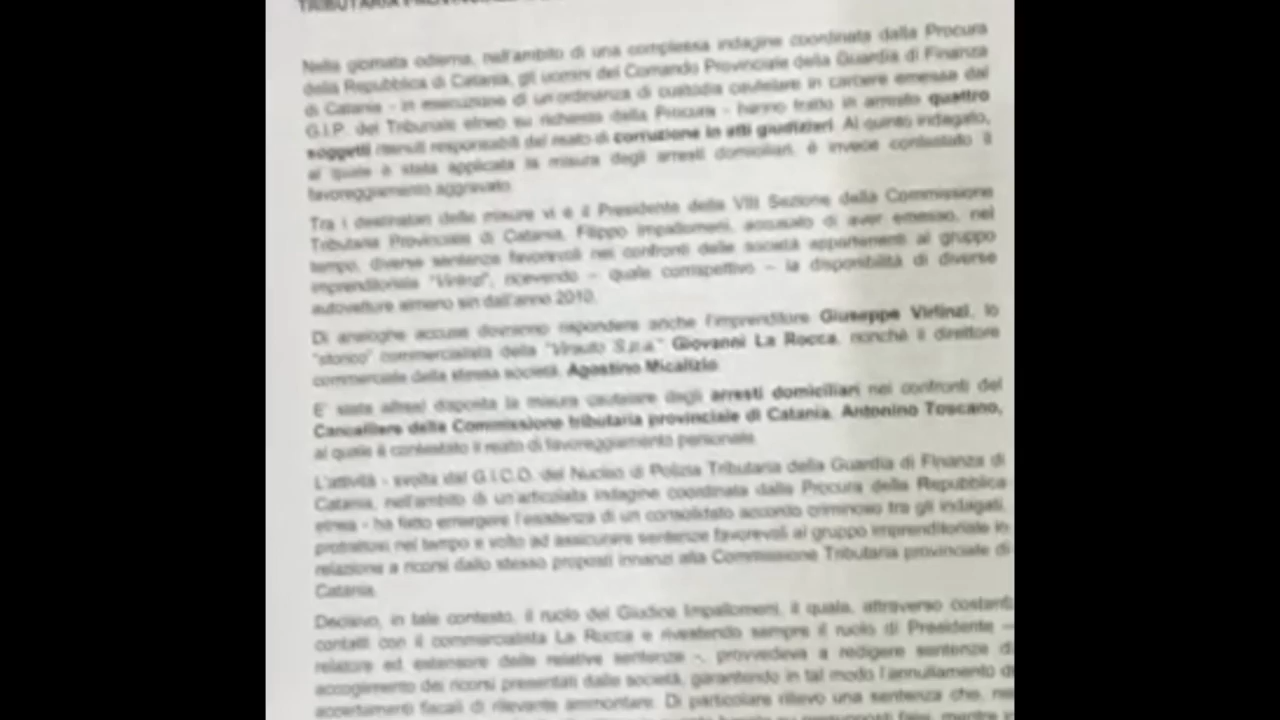 TRIBUTARIA PROVINCIALE
Nella giornata odierna, nell'ambito di una complessa indagine coordinata dalla Procura
della Repubblica di Catania, gli uomini del Comando Provinciale della Guardia di Finanza
di Catania - in esecuzione di un'ordinanza di custodia cautelare in carcere emessa dal
G.I.P. del Tribunale etneo su richiesta della Procura - hanno tratto in arresto quattro
soggetti ritenuti responsabili del reato di corruzione in atti giudiziari. Al quinto indagato,
al quale è stata applicata la misura degli arresti domiciliari, è invece contestato il
favoreggiamento aggravato.
Tra i destinatari delle misure vi è il Presidente della VIII Sezione della Commissione
Tributaria Provinciale di Catania, Filippo Impallomeni, accusato di aver emesso, nel
tempo, diverse sentenze favorevoli nei confronti delle società appartenenti al gruppo
imprenditoriale "Virlinzi", ricevendo – quale corrispettivo – la disponibilità di diverse
autovetture almeno sin dall'anno 2010.
Di analoghe accuse dovranno rispondere anche l'imprenditore Giuseppe Virlinzi, lo
"storico" commercialista della "Virauto S.p.a." Giovanni La Rocca, nonché il direttore
commerciale della stessa società, Agostino Micalizio.
E' stata altresì disposta la misura cautelare degli arresti domiciliari nei confronti del
Cancelliere della Commissione tributaria provinciale di Catania, Antonino Toscano,
al quale è contestato il reato di favoreggiamento personale.
L'attività - svolta dal G.I.C.O. del Nucleo di Polizia Tributaria della Guardia di Finanza di
Catania, nell'ambito di un'articolata indagine coordinata dalla Procura della Repubblica
etnea - ha fatto emergere l'esistenza di un consolidato accordo criminoso tra gli indagati,
protrattosi nel tempo e volto ad assicurare sentenze favorevoli al gruppo imprenditoriale in
relazione a ricorsi dallo stesso proposti innanzi alla Commissione Tributaria provinciale di
Catania.
Decisivo, in tale contesto, il ruolo del Giudice Impallomeni, il quale, attraverso costanti
contatti con il commercialista La Rocca e rivestendo sempre il ruolo di Presidente –
relatore ed estensore delle relative sentenze -, provvedeva a redigere sentenze di
accoglimento dei ricorsi presentati dalle società, garantendo in tal modo l'annullamento di
accertamenti fiscali di rilevante ammontare. Di particolare rilievo una sentenza che, nel